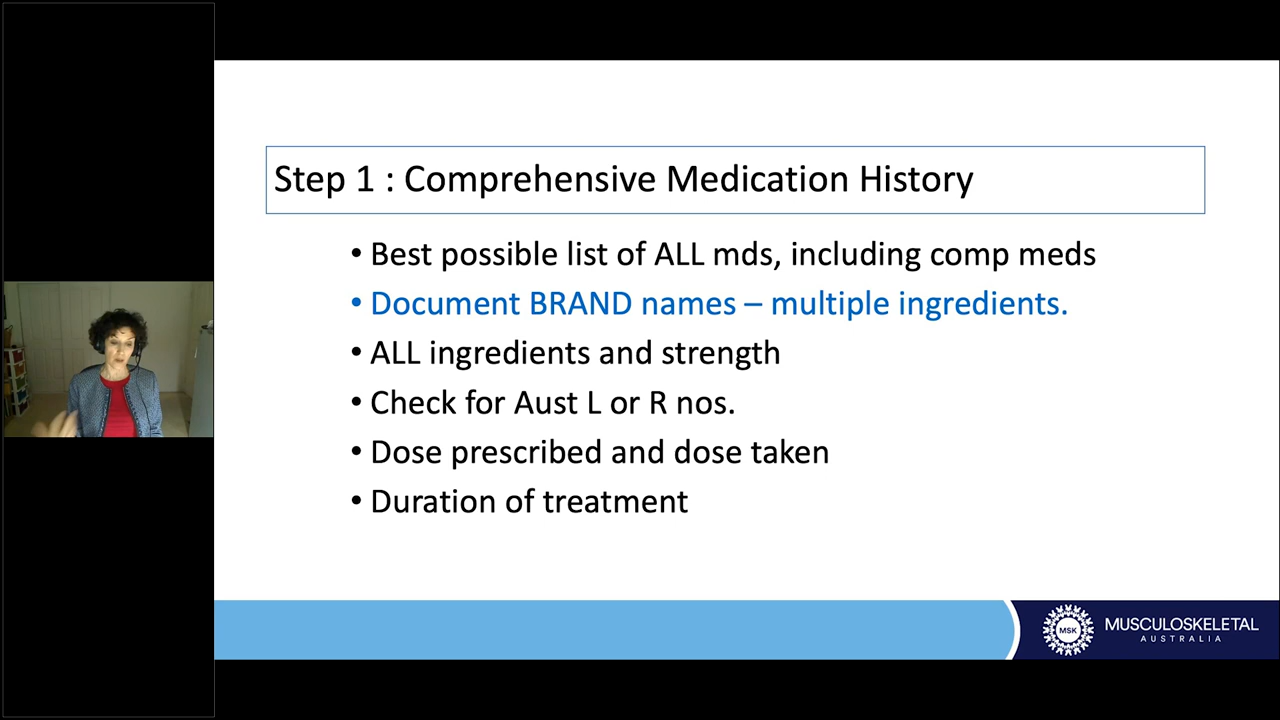 Step 1 : Comprehensive Medication History
• Best possible list of ALL mds, including comp meds
• Document BRAND names – multiple ingredients.
• ALL ingredients and strength
• Check for Aust L or R nos.
• Dose prescribed and dose taken
• Duration of treatment
MSK
MUSCULOSKELETAL
AUSTRALIA